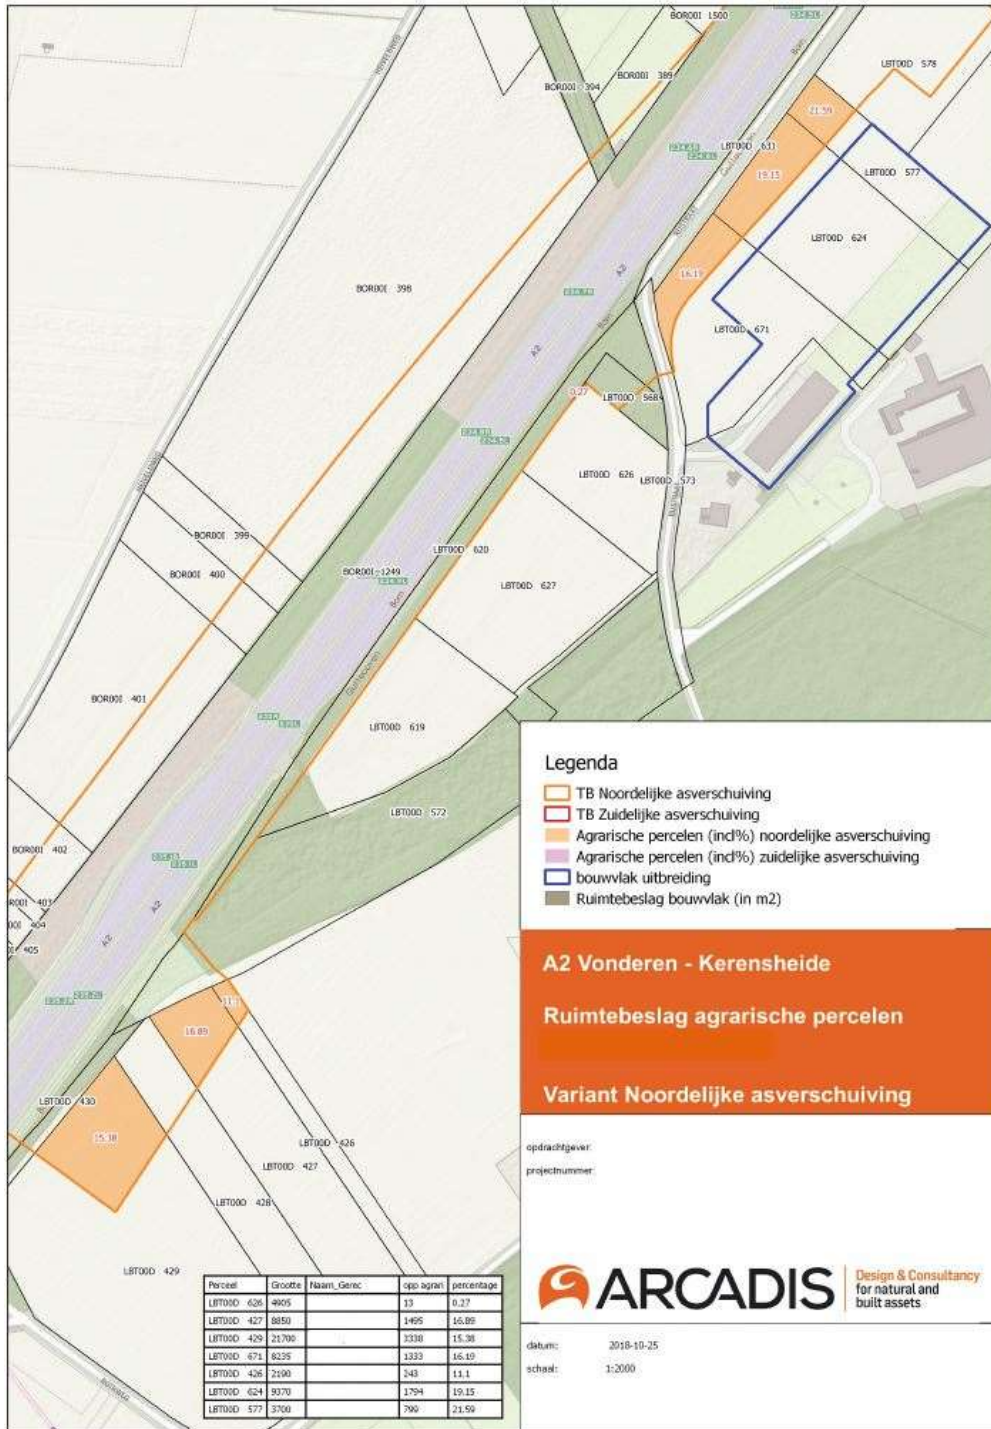 BOR00I 1500
BOR00I 389
BOR00I 394
LBT00D 578
21.59
LBT00D 631
19.15
LBT00D 577
LBT00D 624
16.19
LBT00D 671
BOR00I 398
A2
A2
Bom
0.27
LBT00D 568
LBT00D 626
LBT00D 573
BOR00I 399
BOR00I 400
BOR00I 1249
LBT00D 620
LBT00D 627
Bom
BOR00I 401
LBT00D 619
LBT00D 572
BOR00I 402
A2
A2
16.89
11.1
LBT00D 430
15.38
LBT00D 426
LBT00D 427
LBT00D 428
LBT00D 429
Legenda
TB Noordelijke asverschuiving
TB Zuidelijke asverschuiving
Agrarische percelen (incl%) noordelijke asverschuiving
Agrarische percelen (incl%) zuidelijke asverschuiving
bouwvlak uitbreiding
Ruimtebeslag bouwvlak (in m2)
A2 Vonderen - Kerensheide
Ruimtebeslag agrarische percelen
Variant Noordelijke asverschuiving
opdrachtgever:
projectnummer:
ARCADIS
Design & Consultancy
for natural and
built assets
datum: 2018-10-25
schaal: 1:2000
Perceel Grootte Naam_Gerec opp agrari percentage
LBT00D 626 4905 13 0.27
LBT00D 427 8850 1495 16.89
LBT00D 429 21700 3338 15.38
LBT00D 671 8235 1333 16.19
LBT00D 426 2190 243 11.1
LBT00D 624 9370 1794 19.15
LBT00D 577 3700 799 21.59